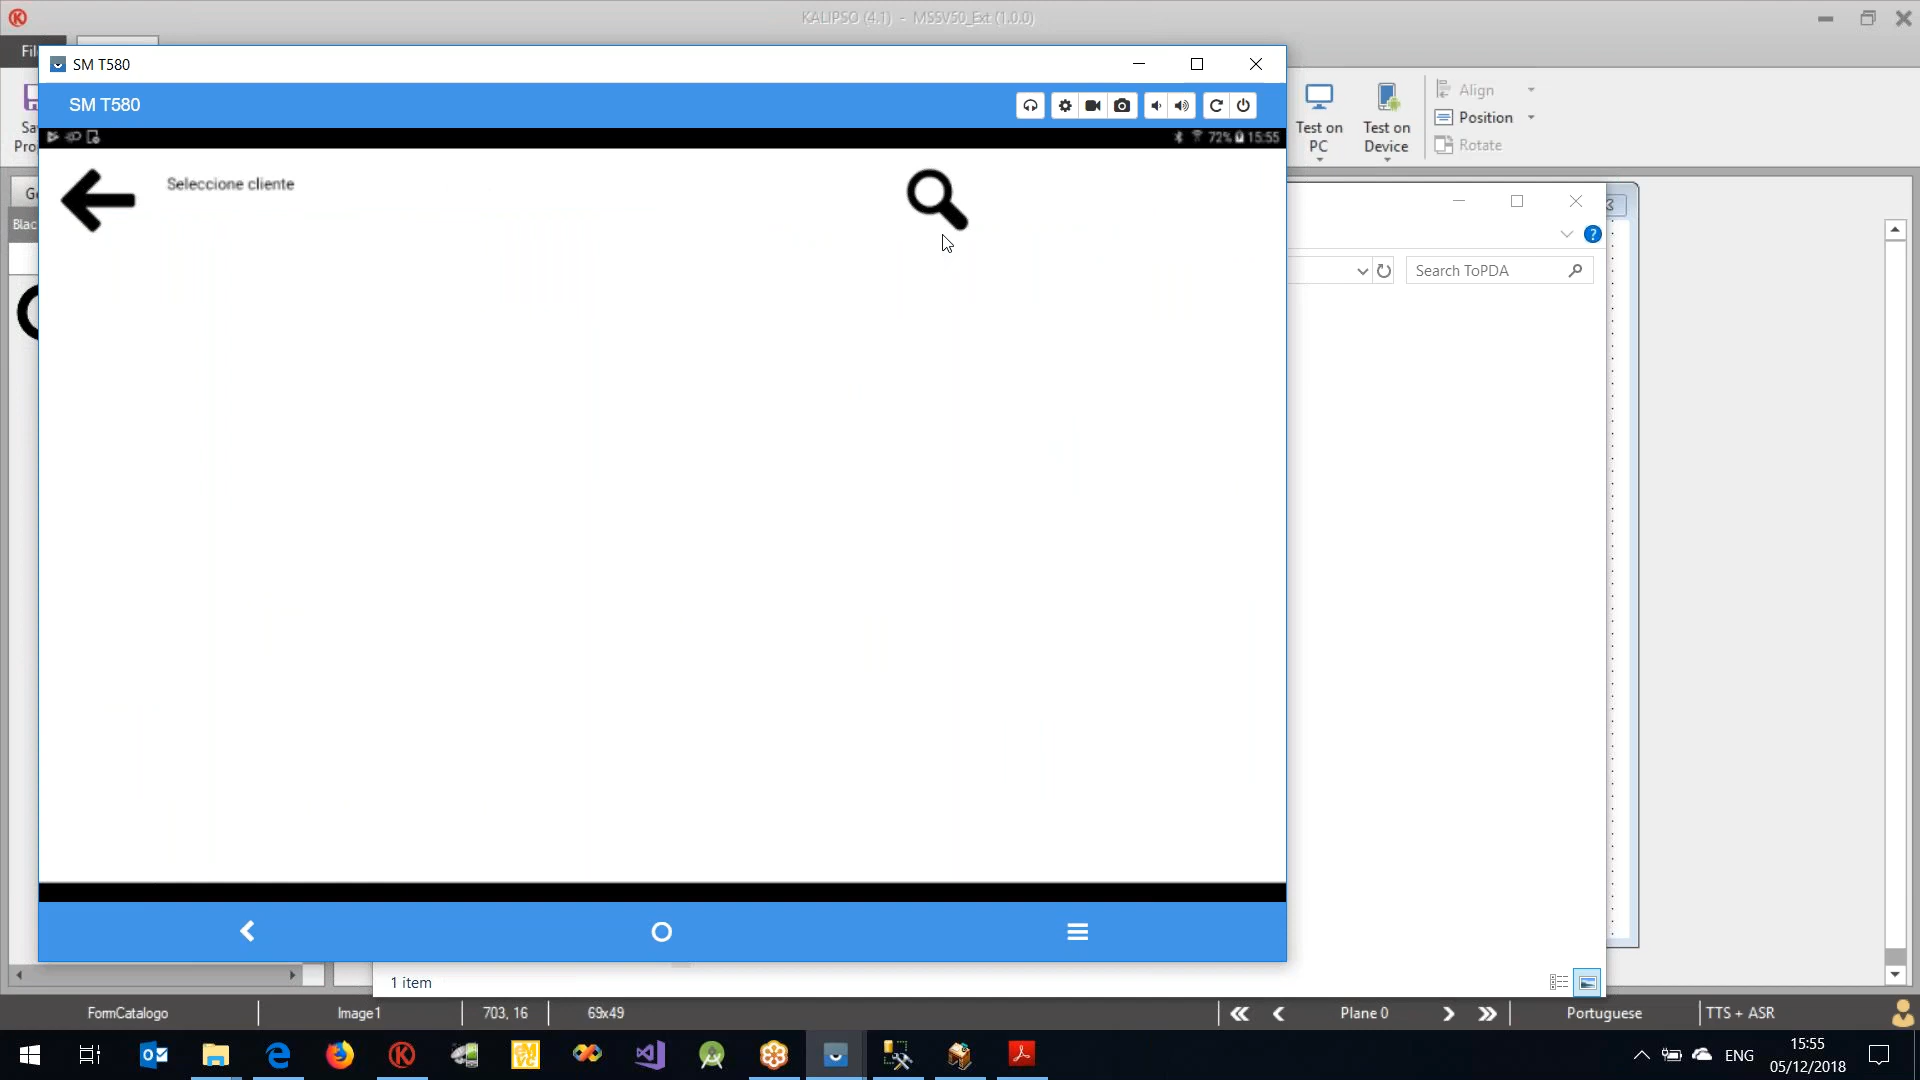 KALIPSO (4.1) - MSSV50_Ext (1.0.0)
SM T580
SM T580
72% 15:55
Seleccione cliente
Test on
PC
Test on
Device
Align
Position
Rotate
Blac
Search ToPDA
1 item
FormCatalogo
Image1
703, 16
69x49
Plane 0
Portuguese
TTS + ASR
ENG
15:55
05/12/2018